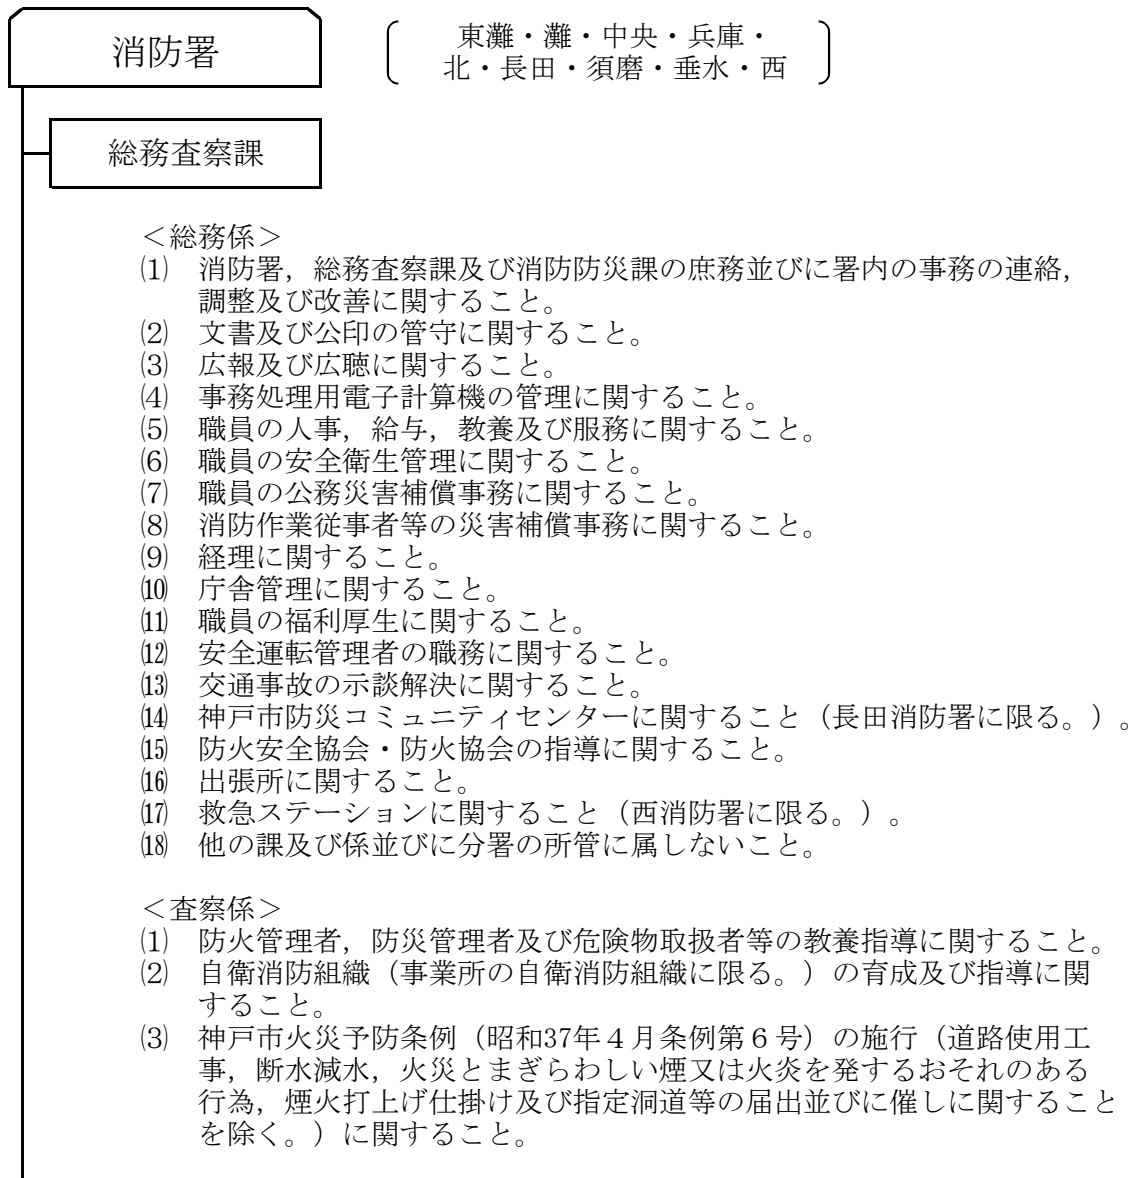 消防署
東灘・灘・中央・兵庫・
北・長田・須磨・垂水・西
総務査察課
＜総務係＞
⑴　消防署，総務査察課及び消防防災課の庶務並びに署内の事務の連絡，
調整及び改善に関すること。
⑵　文書及び公印の管守に関すること。
⑶　広報及び広聴に関すること。
⑷　事務処理用電子計算機の管理に関すること。
⑸　職員の人事，給与，教養及び服務に関すること。
⑹　職員の安全衛生管理に関すること。
⑺　職員の公務災害補償事務に関すること。
⑻　消防作業従事者等の災害補償事務に関すること。
⑼　経理に関すること。
⑽　庁舎管理に関すること。
⑾　職員の福利厚生に関すること。
⑿　安全運転管理者の職務に関すること。
⒀　交通事故の示談解決に関すること。
⒁　神戸市防災コミュニティセンターに関すること（長田消防署に限る。）。
⒂　防火安全協会・防火協会の指導に関すること。
⒃　出張所に関すること。
⒄　救急ステーションに関すること（西消防署に限る。）。
⒅　他の課及び係並びに分署の所管に属しないこと。
＜査察係＞
⑴　防火管理者，防災管理者及び危険物取扱者等の教養指導に関すること。
⑵　自衛消防組織（事業所の自衛消防組織に限る。）の育成及び指導に関
すること。
⑶　神戸市火災予防条例（昭和37年４月条例第６号）の施行（道路使用工
事，断水減水，火災とまぎらわしい煙又は火炎を発するおそれのある
行為，煙火打上げ仕掛け及び指定洞道等の届出並びに催しに関すること
を除く。）に関すること。